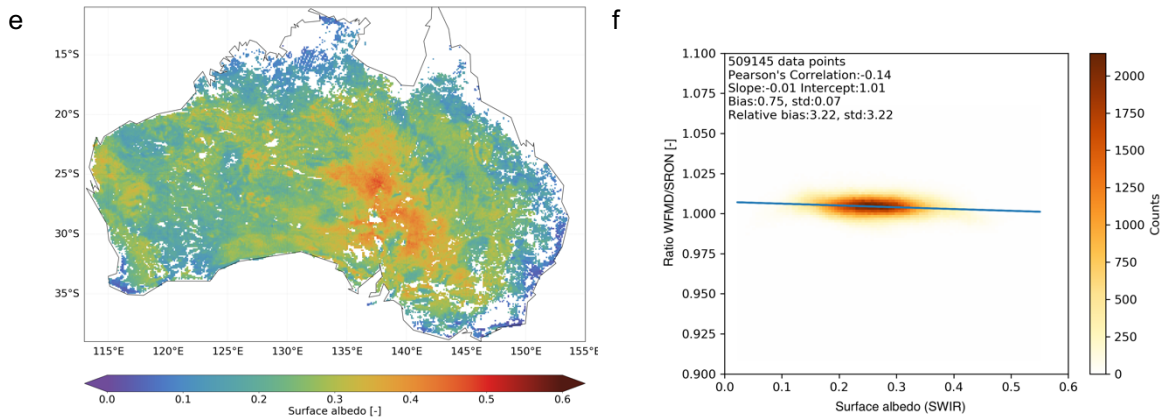 e
15°S
20°S
25°S
30°S
35°S
115°E 120°E 125°E 130°E 135°E 140°E 145°E 150°E 155°E
0.0 0.1 0.2 0.3 0.4 0.5 0.6
Surface albedo [-]
f
509145 data points
Pearson's Correlation:-0.14
Slope:-0.01 Intercept:1.01
Bias:0.75, std:0.07
Relative bias:3.22, std:3.22
Ratio WFMD/SRON [-]
1.100
1.075
1.050
1.025
1.000
0.975
0.950
0.925
0.900
0.0 0.1 0.2 0.3 0.4 0.5 0.6
Surface albedo (SWIR)
2000
1750
1500
1250
1000
750
500
250
0
Counts